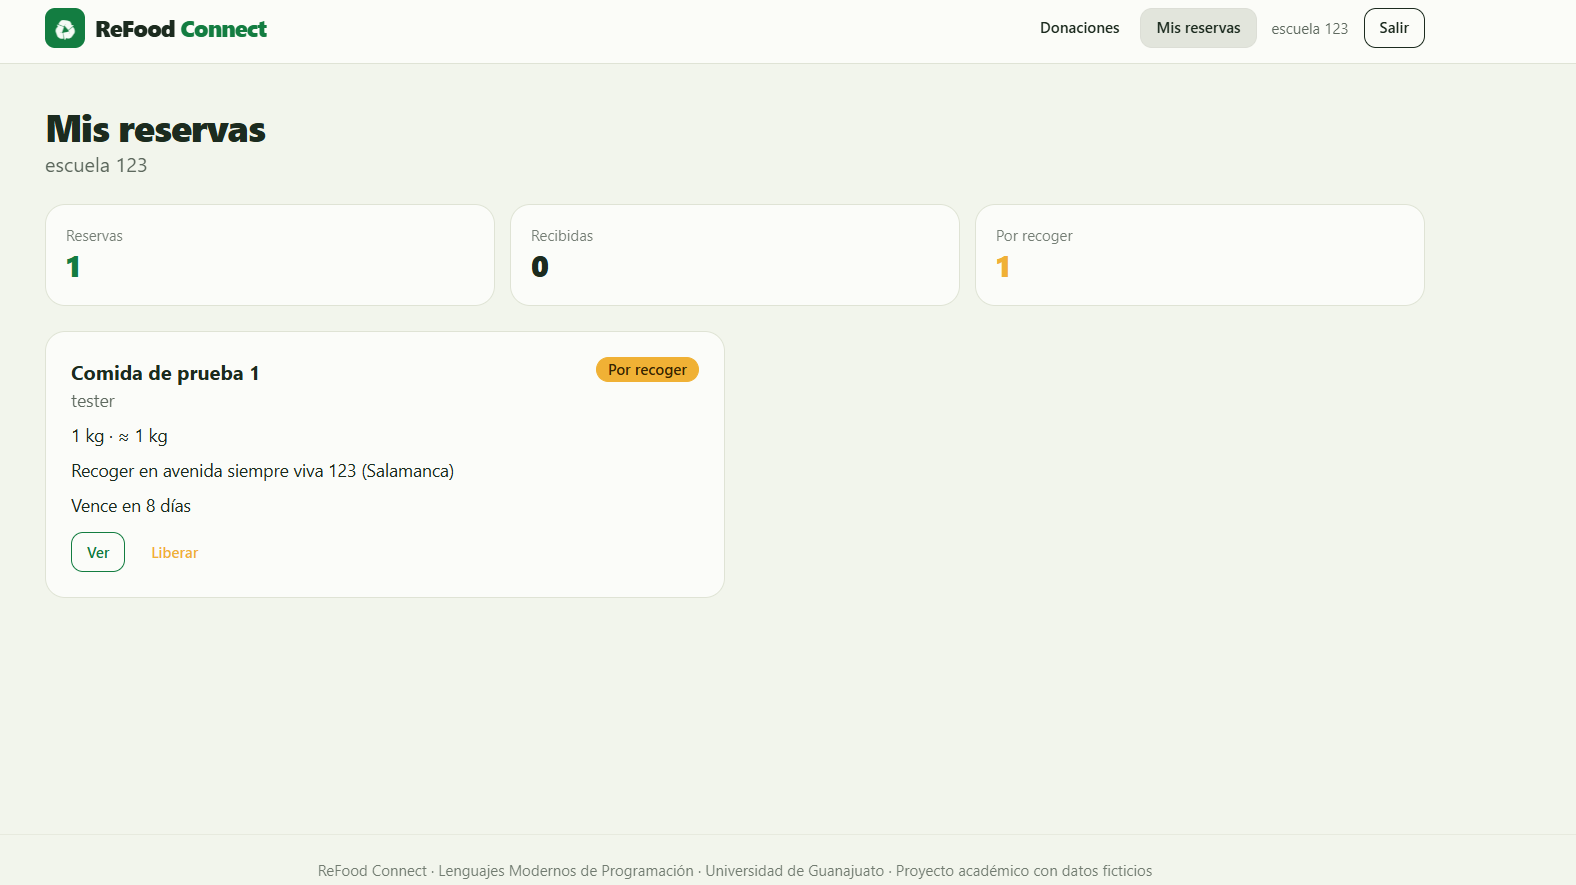 ReFood Connect
Donaciones
Mis reservas
escuela 123
Salir
Mis reservas
escuela 123
Reservas
1
Recibidas
0
Por recoger
1
Comida de prueba 1
Por recoger
tester
1 kg · ≈ 1 kg
Recoger en avenida siempre viva 123 (Salamanca)
Vence en 8 días
Ver
Liberar
ReFood Connect · Lenguajes Modernos de Programación · Universidad de Guanajuato · Proyecto académico con datos ficticios